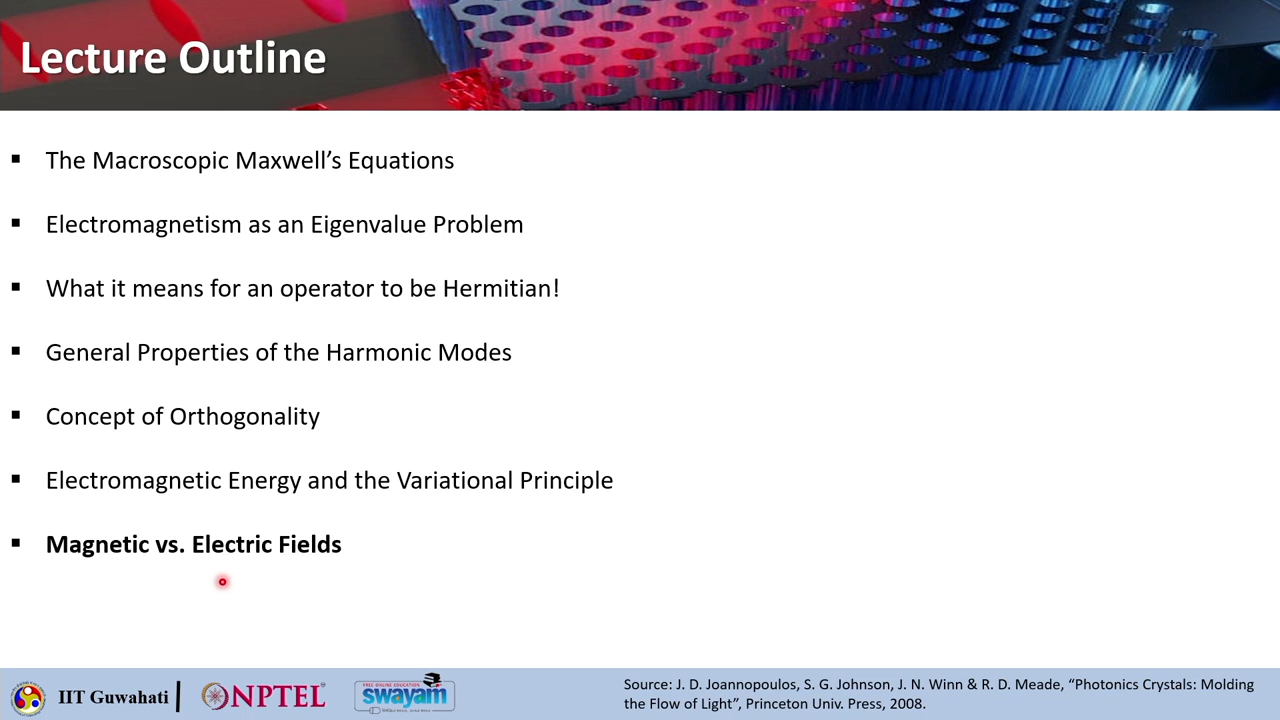 Lecture Outline
▪ The Macroscopic Maxwell’s Equations
▪ Electromagnetism as an Eigenvalue Problem
▪ What it means for an operator to be Hermitian!
▪ General Properties of the Harmonic Modes
▪ Concept of Orthogonality
▪ Electromagnetic Energy and the Variational Principle
▪ Magnetic vs. Electric Fields
IIT Guwahati
NPTEL
FREE ONLINE EDUCATION
swayam
Source: J. D. Joannopoulos, S. G. Johnson, J. N. Winn & R. D. Meade, “Photonics Crystals: Molding
the Flow of Light”, Princeton Univ. Press, 2008.